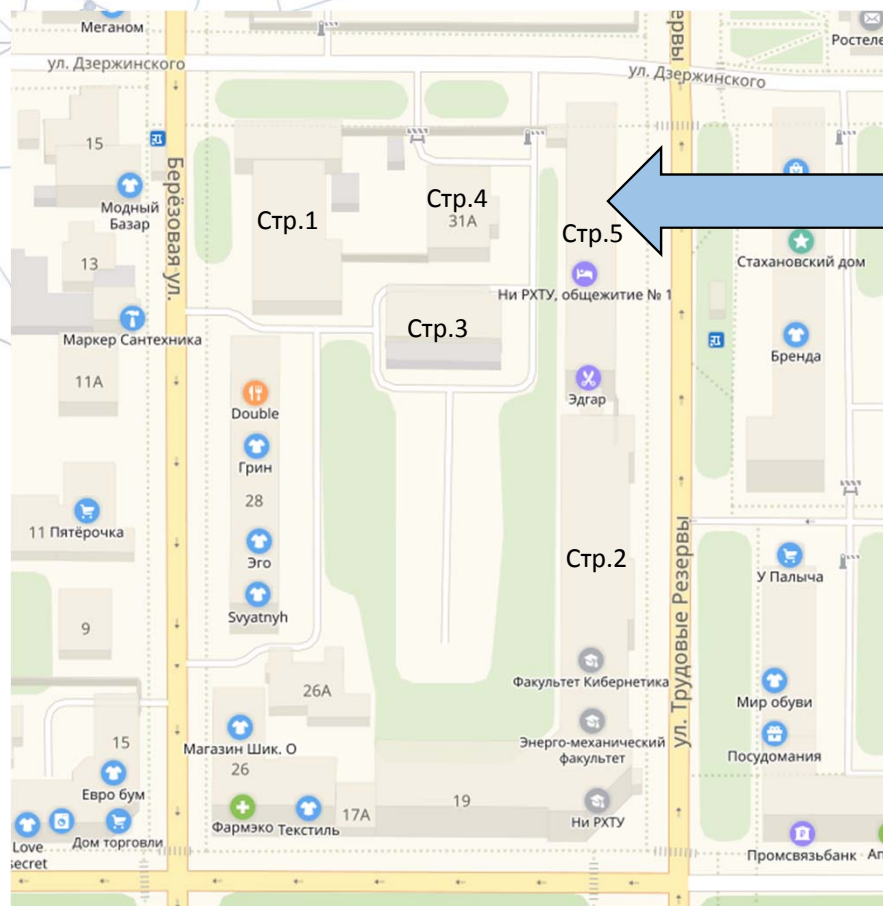 Меганом
ервы
Ростеле
ул. Дзержинского
ул. Дзержинского
15
Берёзовая ул.
Модный
Базар
Стр.1
Стр.4
31А
Стр.5
Стахановский дом
13
Ни РХТУ, общежитие № 1
Маркер Сантехника
Стр.3
Бренда
11А
Double
Эдгар
Грин
28
11 Пятёрочка
Эго
Стр.2
У Палыча
Svyatnyh
9
ул. Трудовые Резервы
Факультет Кибернетика
26А
Мир обуви
15
Магазин Шик. О
Энерго-механический
факультет
Посудомания
26
Евро бум
19
17А
Фармэко
Текстиль
Ни РХТУ
Love
secret
Дом торговли
Промсвязьбанк
Ап